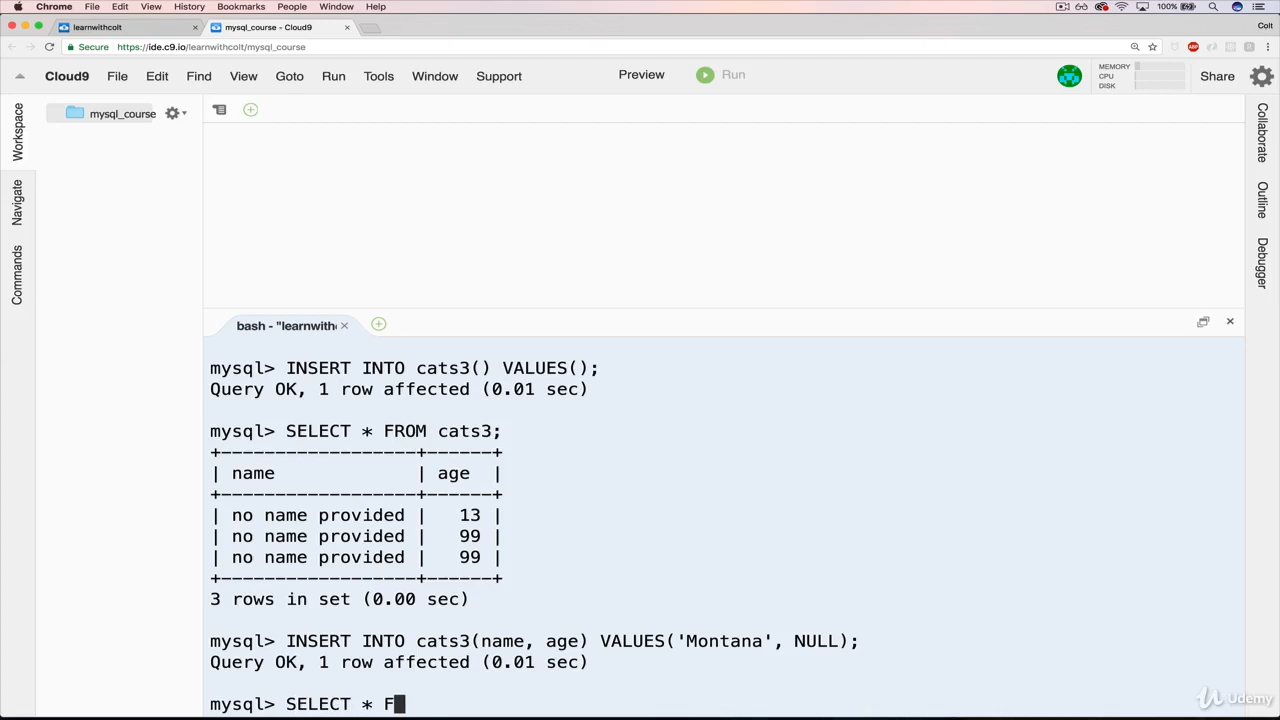 Chrome File Edit View History Bookmarks People Window Help 100%
Colt
learnwithcolt
mysql_course - Cloud9
Secure https://ide.c9.io/learnwithcolt/mysql_course
ABP
Cloud9 File Edit Find View Goto Run Tools Window Support Preview Run
MEMORY
CPU
DISK
Share
Workspace
Navigate
Commands
mysql_course
Collaborate
Outline
Debugger
bash - "learnwith
mysql> INSERT INTO cats3() VALUES();
Query OK, 1 row affected (0.01 sec)
mysql> SELECT * FROM cats3;
+------------------+------+
| name             | age  |
+------------------+------+
| no name provided |   13 |
| no name provided |   99 |
| no name provided |   99 |
+------------------+------+
3 rows in set (0.00 sec)
mysql> INSERT INTO cats3(name, age) VALUES('Montana', NULL);
Query OK, 1 row affected (0.01 sec)
mysql> SELECT * F
Udemy